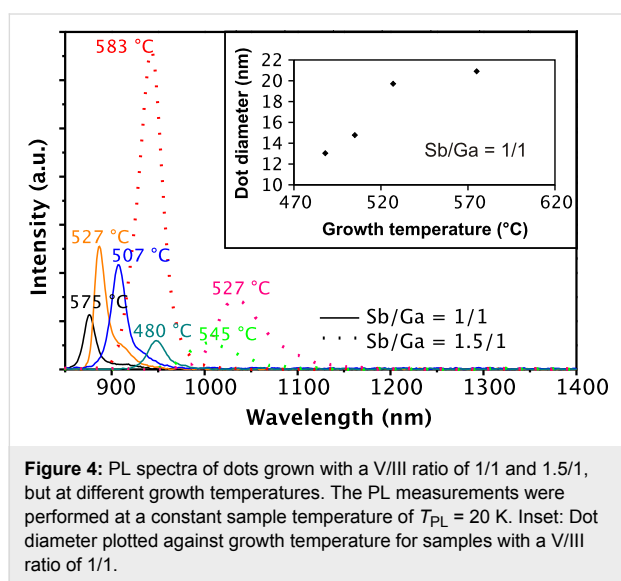 583 °C
22
20
18
16
14
12
10
Dot diameter (nm)
Sb/Ga = 1/1
470 520 570 620
Growth temperature (°C)
Intensity (a.u.)
527 °C
507 °C
575 °C
480 °C
527 °C
545 °C
Sb/Ga = 1/1
Sb/Ga = 1.5/1
900 1000 1100 1200 1300 1400
Wavelength (nm)
Figure 4: PL spectra of dots grown with a V/III ratio of 1/1 and 1.5/1,
but at different growth temperatures. The PL measurements were
performed at a constant sample temperature of TPL = 20 K. Inset: Dot
diameter plotted against growth temperature for samples with a V/III
ratio of 1/1.